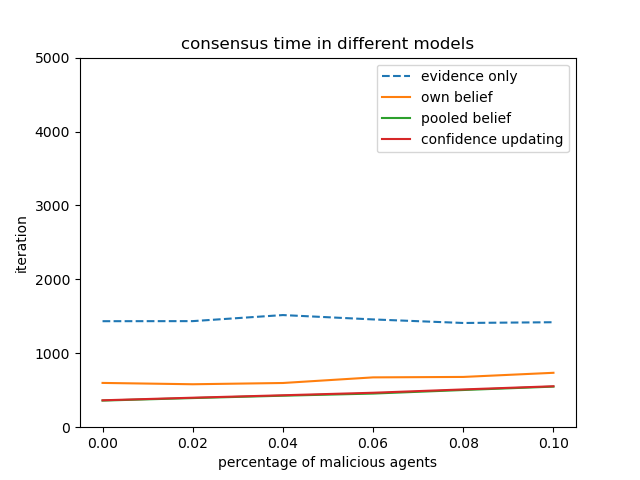 consensus time in different models
5000
4000
3000
2000
1000
0
iteration
evidence only
own belief
pooled belief
confidence updating
0.00 0.02 0.04 0.06 0.08 0.10
percentage of malicious agents